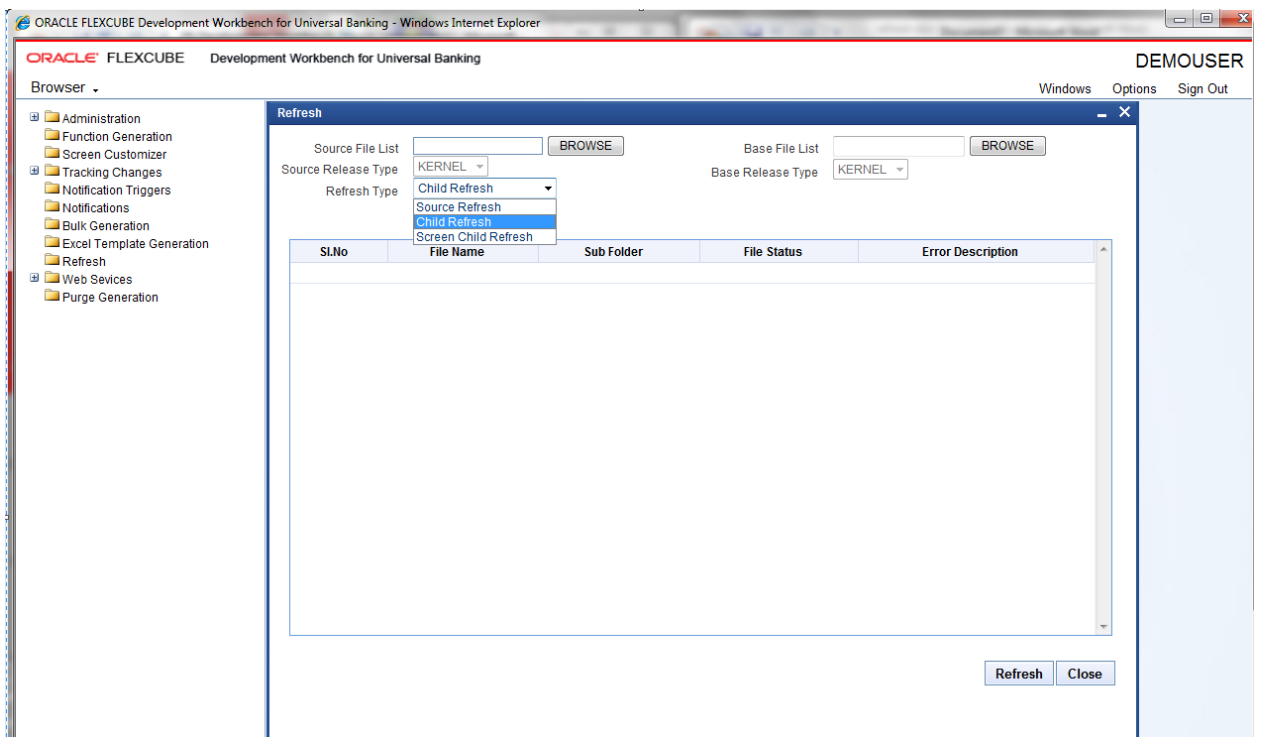 ORACLE FLEXCUBE Development Workbench for Universal Banking - Windows Internet Explorer
ORACLE FLEXCUBE Development Workbench for Universal Banking
DEMOUSER
Browser
Windows Options Sign Out
Administration
Function Generation
Screen Customizer
Tracking Changes
Notification Triggers
Notifications
Bulk Generation
Excel Template Generation
Refresh
Web Sevices
Purge Generation
Refresh
Source File List BROWSE Base File List BROWSE
Source Release Type KERNEL Base Release Type KERNEL
Refresh Type Child Refresh
Source Refresh
Child Refresh
Screen Child Refresh
Sl.No File Name Sub Folder File Status Error Description
Refresh Close